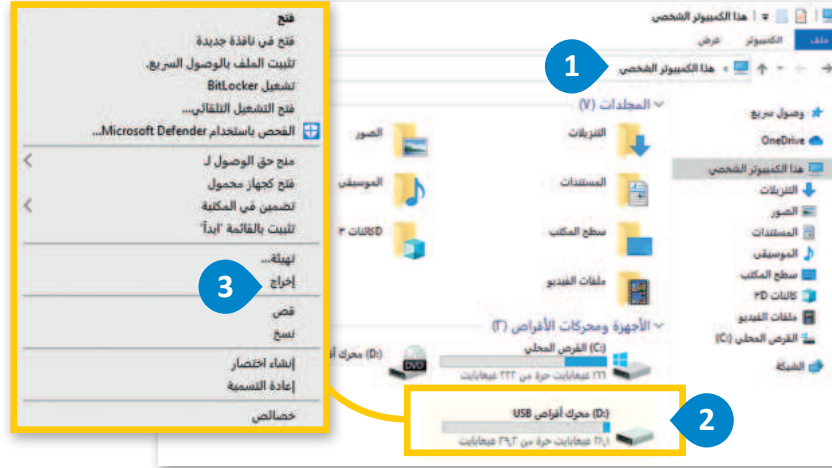 هذا الكمبيوتر الشخصي
ملف الكمبيوتر عرض
هذا الكمبيوتر الشخصي
1
وصول سريع
OneDrive
هذا الكمبيوتر الشخصي
التنزيلات
الصور
المستندات
الموسيقى
سطح المكتب
كائنات ٣D
ملفات الفيديو
القرص المحلي (C:)
الشبكة
المجلدات (٧)
التنزيلات
الصور
المستندات
الموسيقى
سطح المكتب
كائنات ٣D
ملفات الفيديو
الأجهزة ومحركات الأقراص (٣)
(C:) القرص المحلي
١٦٦ غيغابايت حرة من ٢٢٢ غيغابايت
(D:) محرك
DVD
(D:) محرك أقراص USB
غيغابايت حرة من ٢٩,٢ غيغابايت
2
فتح
فتح في نافذة جديدة
تثبيت الملف بالوصول السريع.
تشغيل BitLocker
فتح التشغيل التلقائي...
الفحص باستخدام Microsoft Defender...
منح حق الوصول لـ
فتح كجهاز محمول
تضمين في المكتبة
تثبيت بالقائمة "ابدأ"
تهيئة...
إخراج
3
قص
نسخ
إنشاء اختصار
إعادة التسمية
خصائص